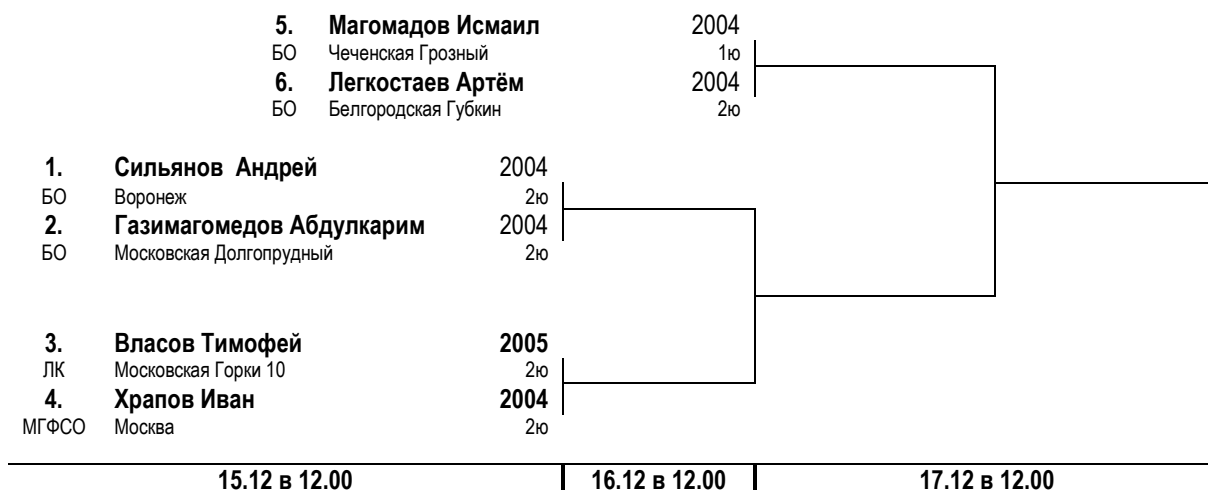 5. Магомадов Исмаил 2004
БО Чеченская Грозный 1ю
6. Легкостаев Артём 2004
БО Белгородская Губкин 2ю
1. Сильянов Андрей 2004
БО Воронеж 2ю
2. Газимагомедов Абдулкарим 2004
БО Московская Долгопрудный 2ю
3. Власов Тимофей 2005
ЛК Московская Горки 10 2ю
4. Храпов Иван 2004
МГФСО Москва 2ю
15.12 в 12.00 16.12 в 12.00 17.12 в 12.00